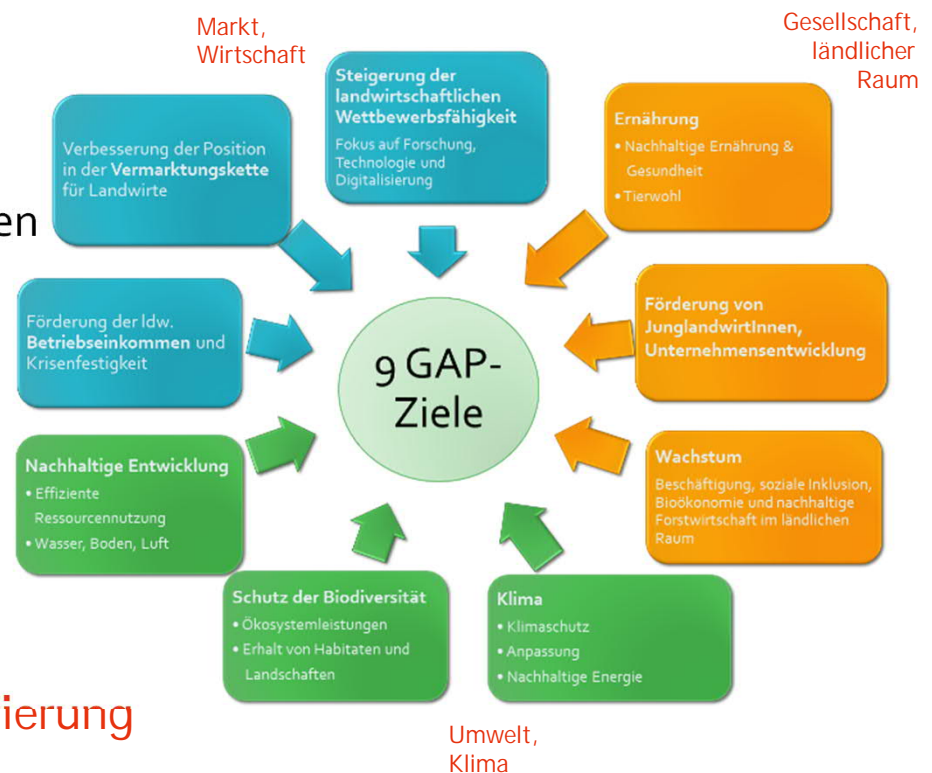 Markt,
Wirtschaft
Gesellschaft,
ländlicher
Raum
Verbesserung der Position
in der Vermarktungskette
für Landwirte
Steigerung der
landwirtschaftlichen
Wettbewerbsfähigkeit
Fokus auf Forschung,
Technologie und
Digitalisierung
Ernährung
• Nachhaltige Ernährung &
Gesundheit
• Tierwohl
en
Förderung der ldw.
Betriebseinkommen und
Krisenfestigkeit
9 GAP-
Ziele
Förderung von
JunglandwirtInnen,
Unternehmensentwicklung
Nachhaltige Entwicklung
• Effiziente
Ressourcennutzung
• Wasser, Boden, Luft
Wachstum
Beschäftigung, soziale Inklusion,
Bioökonomie und nachhaltige
Forstwirtschaft im ländlichen
Raum
Schutz der Biodiversität
• Ökosystemleistungen
• Erhalt von Habitaten und
Landschaften
Klima
• Klimaschutz
• Anpassung
• Nachhaltige Energie
ierung
Umwelt,
Klima